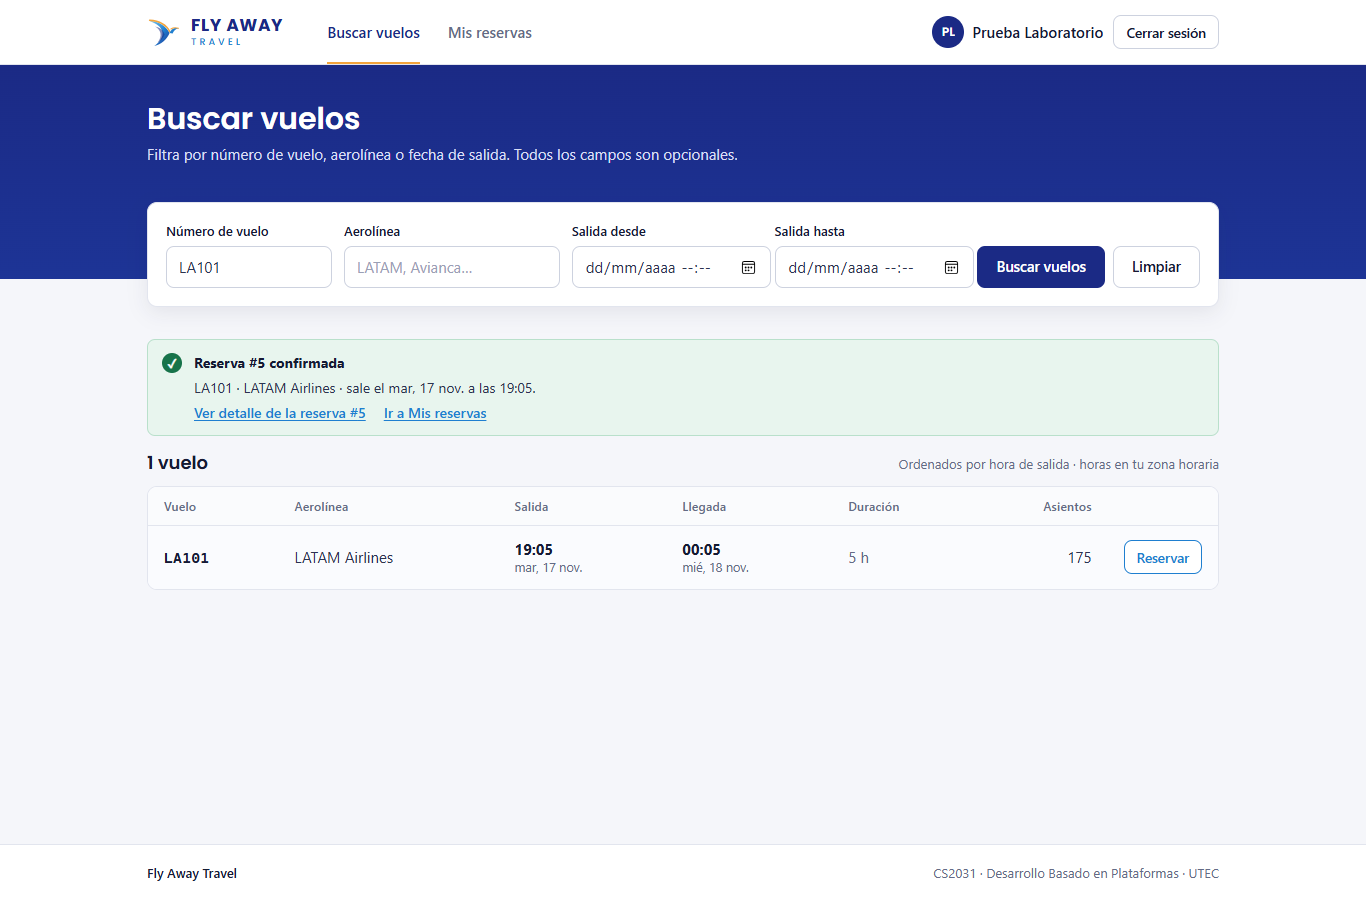 FLY AWAY
TRAVEL
Buscar vuelos
Mis reservas
PL
Prueba Laboratorio
Cerrar sesión
Buscar vuelos
Filtra por número de vuelo, aerolínea o fecha de salida. Todos los campos son opcionales.
Número de vuelo
Aerolínea
Salida desde
Salida hasta
LA101
LATAM, Avianca...
dd/mm/aaaa --:--
dd/mm/aaaa --:--
Buscar vuelos
Limpiar
Reserva #5 confirmada
LA101 · LATAM Airlines · sale el mar, 17 nov. a las 19:05.
Ver detalle de la reserva #5
Ir a Mis reservas
1 vuelo
Ordenados por hora de salida · horas en tu zona horaria
Vuelo
Aerolínea
Salida
Llegada
Duración
Asientos
LA101
LATAM Airlines
19:05
mar, 17 nov.
00:05
mié, 18 nov.
5 h
175
Reservar
Fly Away Travel
CS2031 · Desarrollo Basado en Plataformas · UTEC